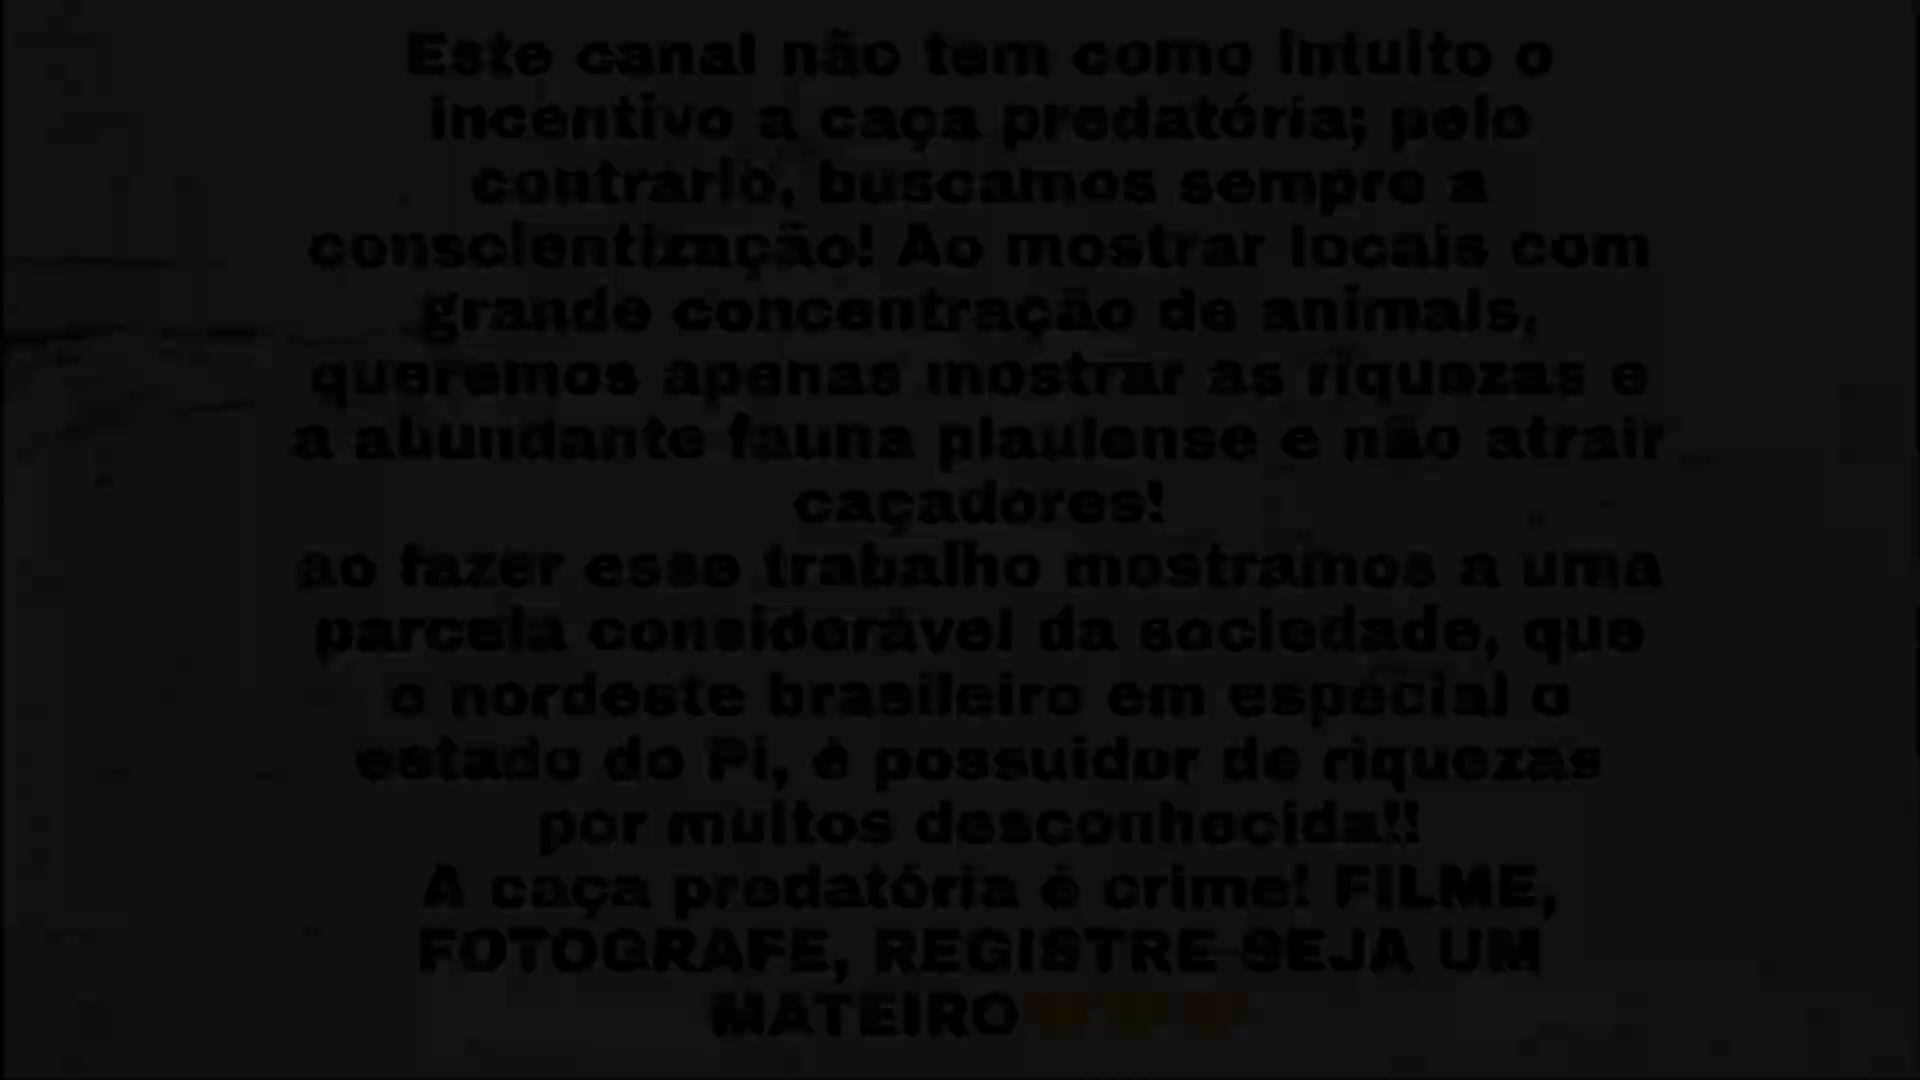 Este canal não tem como intuito o
incentivo a caça predatória; pelo
contrario, buscamos sempre a
conscientização! Ao mostrar locais com
grande concentração de animais,
queremos apenas mostrar as riquezas e
a abundante fauna piauiense e não atrair
caçadores!
ao fazer esse trabalho mostramos a uma
parcela considerável da sociedade, que
o nordeste brasileiro em especial o
estado do Pi, é possuidor de riquezas
por muitos desconhecida!!
A caça predatória é crime! FILME,
FOTOGRAFE, REGISTRE SEJA UM
MATEIRO